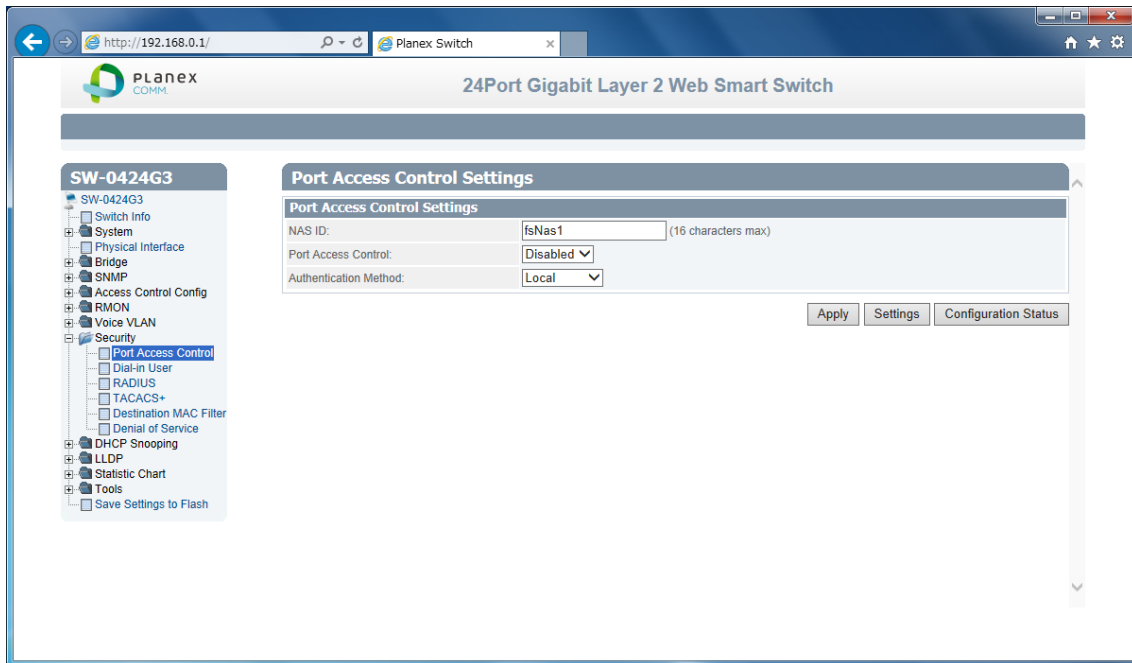 http://192.168.0.1/
Planex Switch
PLANEX
COMM.
24Port Gigabit Layer 2 Web Smart Switch
SW-0424G3
SW-0424G3
Switch Info
System
Physical Interface
Bridge
SNMP
Access Control Config
RMON
Voice VLAN
Security
Port Access Control
Dial-in User
RADIUS
TACACS+
Destination MAC Filter
Denial of Service
DHCP Snooping
LLDP
Statistic Chart
Tools
Save Settings to Flash
Port Access Control Settings
Port Access Control Settings
NAS ID: fsNas1 (16 characters max)
Port Access Control: Disabled
Authentication Method: Local
Apply Settings Configuration Status